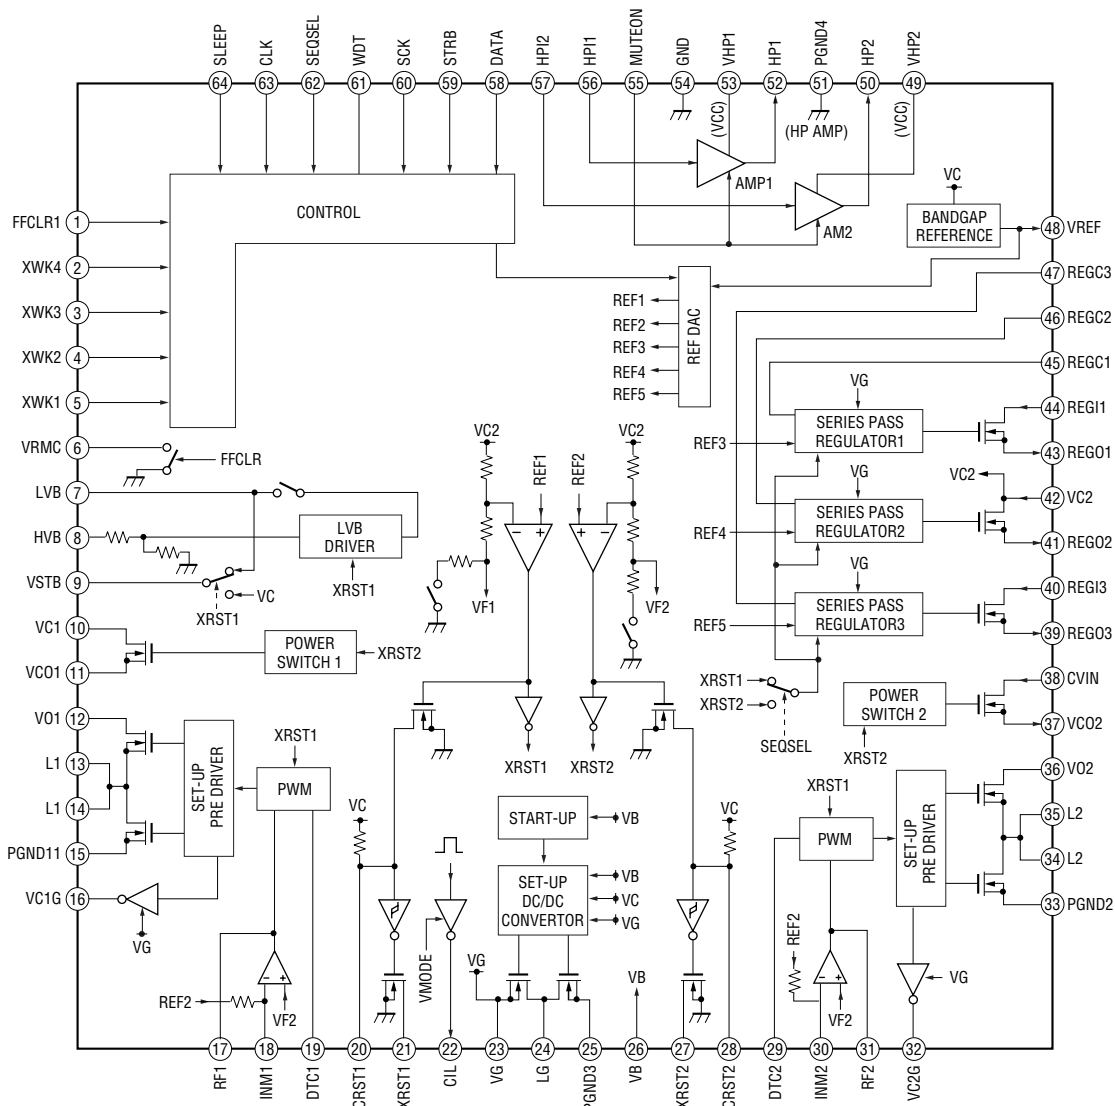 SLEEP
CLK
SEQSEL
WDT
SCK
STRB
DATA
HPI2
HPI1
MUTEON
GND
VHP1
HP1
PGND4
HP2
VHP2
64
63
62
61
60
59
58
57
56
55
54
53
52
51
50
49
(VCC)
(HP AMP)
(VCC)
CONTROL
AMP1
AM2
VC
BANDGAP
REFERENCE
FFCLR1 1
XWK4 2
XWK3 3
XWK2 4
XWK1 5
VRMC 6
LVB 7
HVB 8
VSTB 9
VC1 10
VCO1 11
VO1 12
L1 13
L1 14
PGND11 15
VC1G 16
48 VREF
47 REGC3
46 REGC2
45 REGC1
44 REGI1
43 REGO1
42 VC2
41 REGO2
40 REGI3
39 REGO3
38 CVIN
37 VCO2
36 VO2
35 L2
34 L2
33 PGND2
REF1
REF2
REF3
REF4
REF5
REF DAC
VG
REF3
SERIES PASS
REGULATOR1
VC2
VG
REF4
SERIES PASS
REGULATOR2
VG
REF5
SERIES PASS
REGULATOR3
XRST1
XRST2
SEQSEL
POWER
SWITCH 2
XRST2
FFCLR
LVB
DRIVER
XRST1
VC
XRST1
POWER
SWITCH 1
XRST2
VC2
REF1
− +
VF1
REF2
VC2
+ −
VF2
XRST1
XRST2
SET-UP
PRE DRIVER
XRST1
PWM
VG
REF2
− +
VF2
VC
VMODE
START-UP
VB
SET-UP
DC/DC
CONVERTOR
VB
VC
VG
VG
VB
VC
XRST1
PWM
SET-UP
PRE DRIVER
REF2
− +
VF2
VG
17
18
19
20
21
22
23
24
25
26
27
28
29
30
31
32
RF1
INM1
DTC1
CRST1
XRST1
CIL
VG
LG
PGND3
VB
XRST2
CRST2
DTC2
INM2
RF2
VC2G